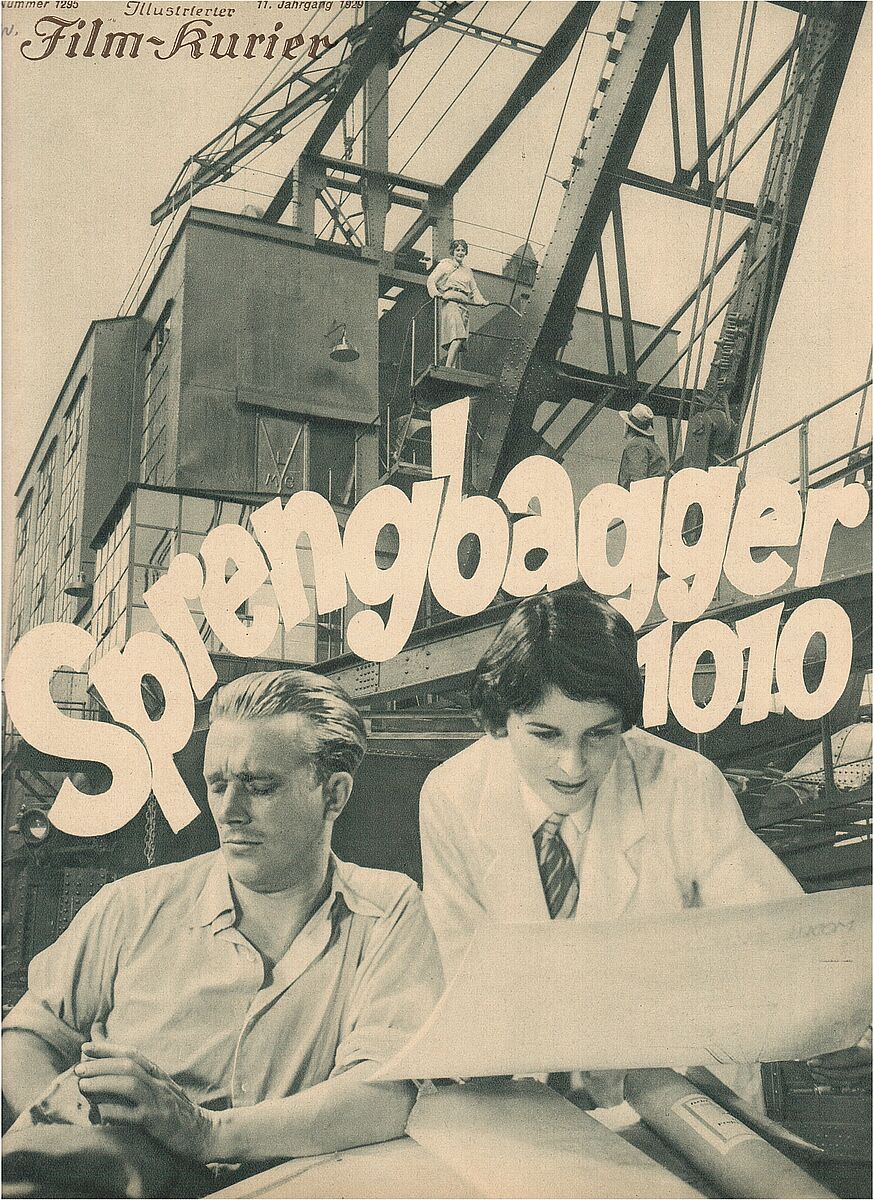 Nummer 1295 Illustrierter 11. Jahrgang 1929
Film-Kurier
Sprengbagger
1010